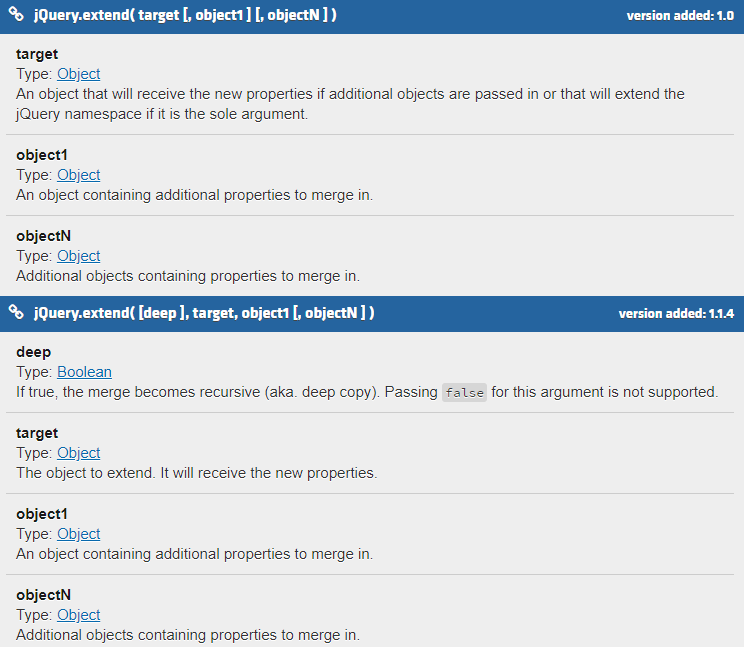 jQuery.extend( target [, object1 ] [, objectN ] ) version added: 1.0
target
Type: Object
An object that will receive the new properties if additional objects are passed in or that will extend the
jQuery namespace if it is the sole argument.
object1
Type: Object
An object containing additional properties to merge in.
objectN
Type: Object
Additional objects containing properties to merge in.
jQuery.extend( [deep ], target, object1 [, objectN ] ) version added: 1.1.4
deep
Type: Boolean
If true, the merge becomes recursive (aka. deep copy). Passing false for this argument is not supported.
target
Type: Object
The object to extend. It will receive the new properties.
object1
Type: Object
An object containing additional properties to merge in.
objectN
Type: Object
Additional objects containing properties to merge in.